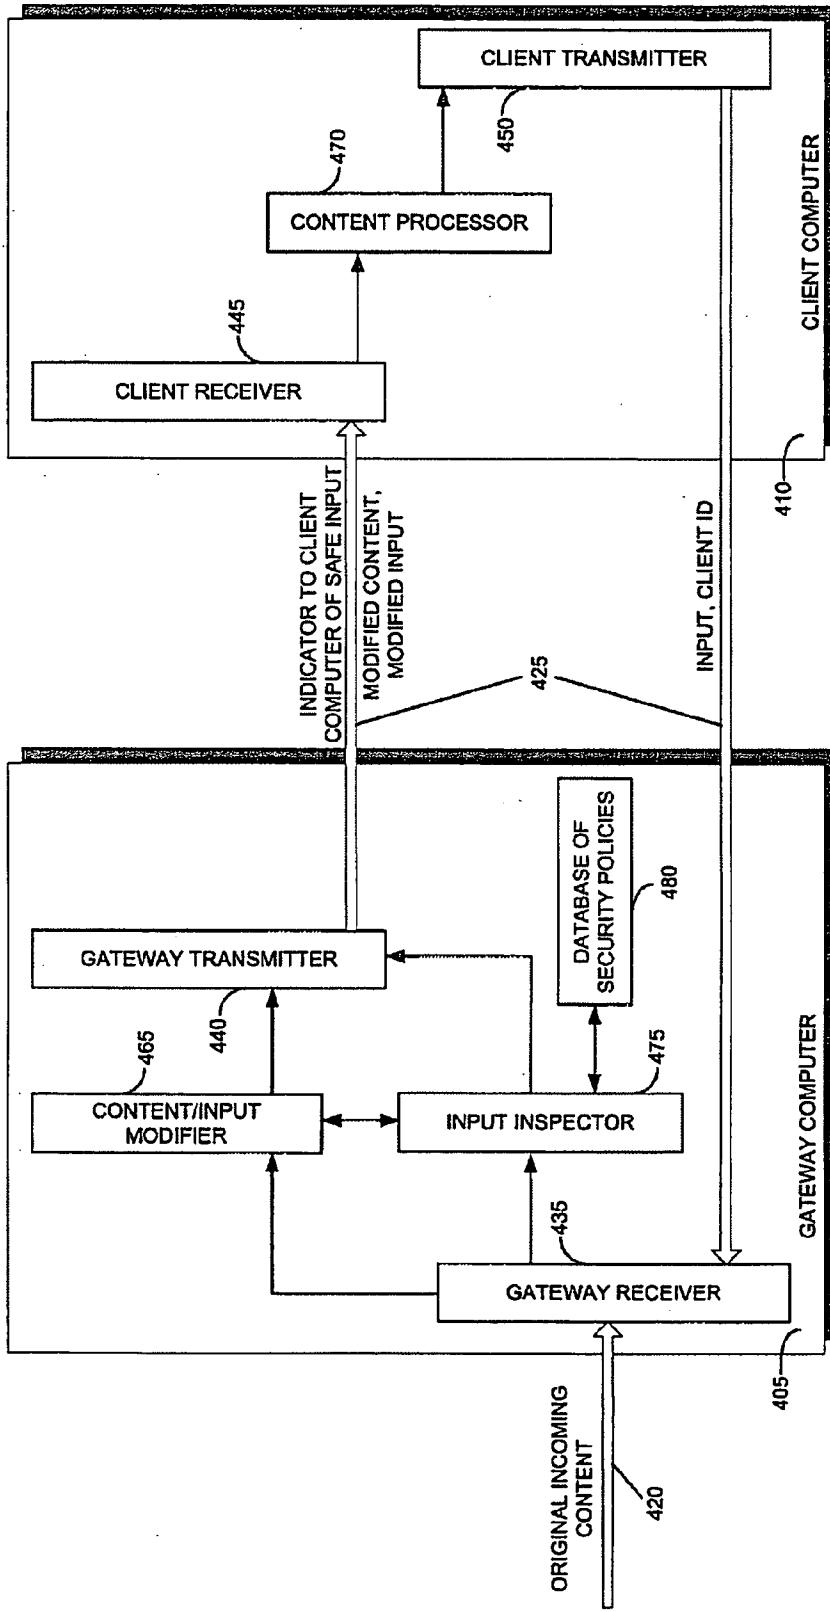 ORIGINAL INCOMING
CONTENT
420
GATEWAY COMPUTER
405
GATEWAY RECEIVER
435
CONTENT/INPUT
MODIFIER
465
INPUT INSPECTOR
475
DATABASE OF
SECURITY POLICIES
480
GATEWAY TRANSMITTER
440
INDICATOR TO CLIENT
COMPUTER OF SAFE INPUT
MODIFIED CONTENT,
MODIFIED INPUT
425
INPUT, CLIENT ID
CLIENT COMPUTER
410
CLIENT RECEIVER
445
CONTENT PROCESSOR
470
CLIENT TRANSMITTER
450